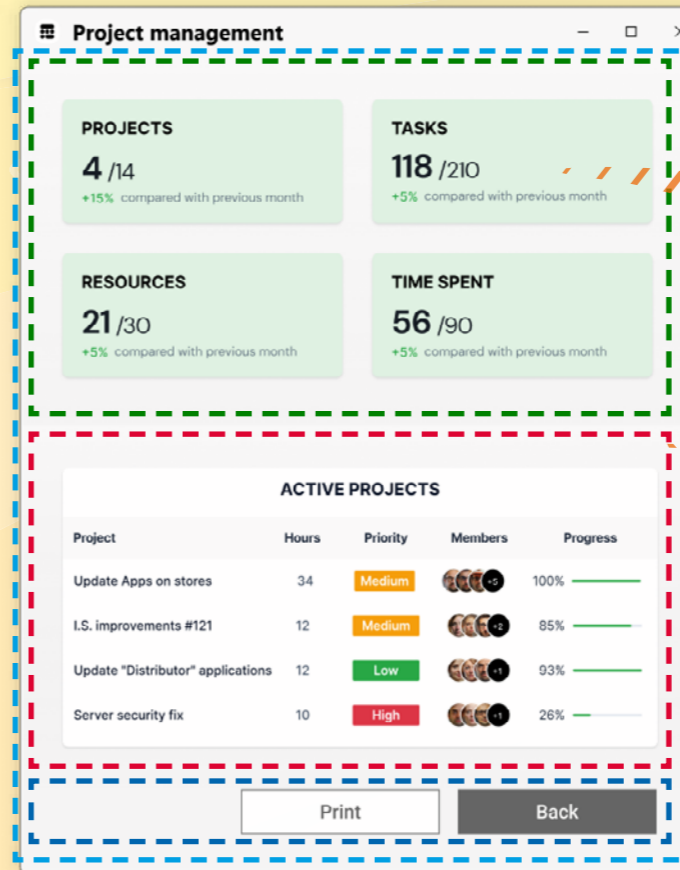 Project management
PROJECTS
4 /14
+15% compared with previous month
TASKS
118 /210
+5% compared with previous month
RESOURCES
21 /30
+5% compared with previous month
TIME SPENT
56 /90
+5% compared with previous month
ACTIVE PROJECTS
Project Hours Priority Members Progress
Update Apps on stores 34 Medium +5 100%
I.S. improvements #121 12 Medium +2 85%
Update "Distributor" applications 12 Low +1 93%
Server security fix 10 High +1 26%
Print Back